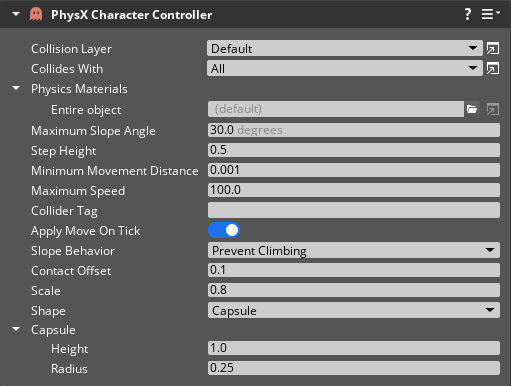 PhysX Character Controller ?
Collision Layer Default
Collides With All
Physics Materials
Entire object (default)
Maximum Slope Angle 30.0 degrees
Step Height 0.5
Minimum Movement Distance 0.001
Maximum Speed 100.0
Collider Tag
Apply Move On Tick
Slope Behavior Prevent Climbing
Contact Offset 0.1
Scale 0.8
Shape Capsule
Capsule
Height 1.0
Radius 0.25